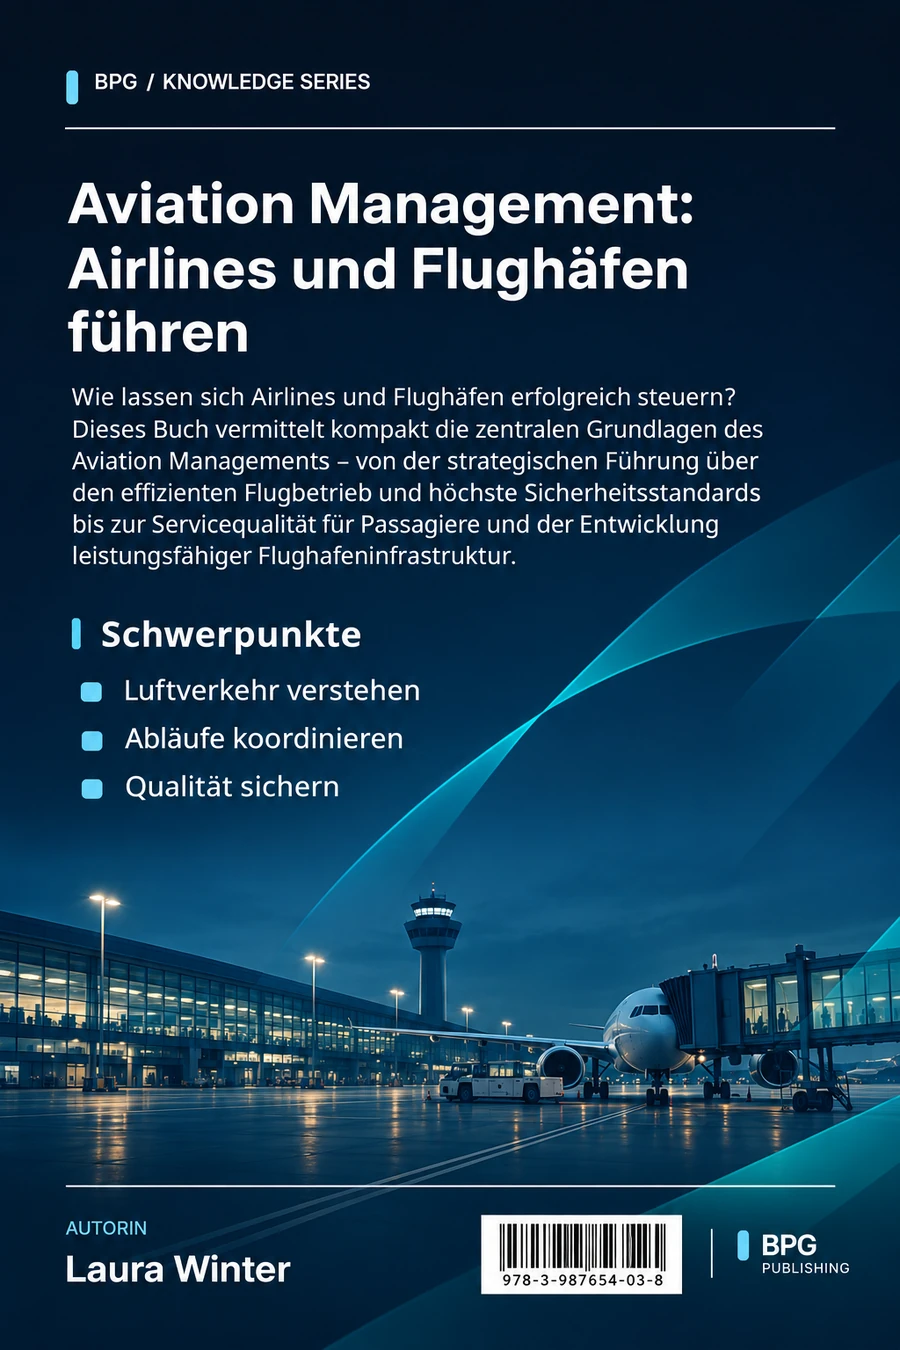 BPG / KNOWLEDGE SERIES
Aviation Management:
Airlines und Flughäfen
führen
Wie lassen sich Airlines und Flughäfen erfolgreich steuern?
Dieses Buch vermittelt kompakt die zentralen Grundlagen des
Aviation Managements – von der strategischen Führung über
den effizienten Flugbetrieb und höchste Sicherheitsstandards
bis zur Servicequalität für Passagiere und der Entwicklung
leistungsfähiger Flughafeninfrastruktur.
Schwerpunkte
Luftverkehr verstehen
Abläufe koordinieren
Qualität sichern
AUTORIN
Laura Winter
978-3-987654-03-8
BPG
PUBLISHING